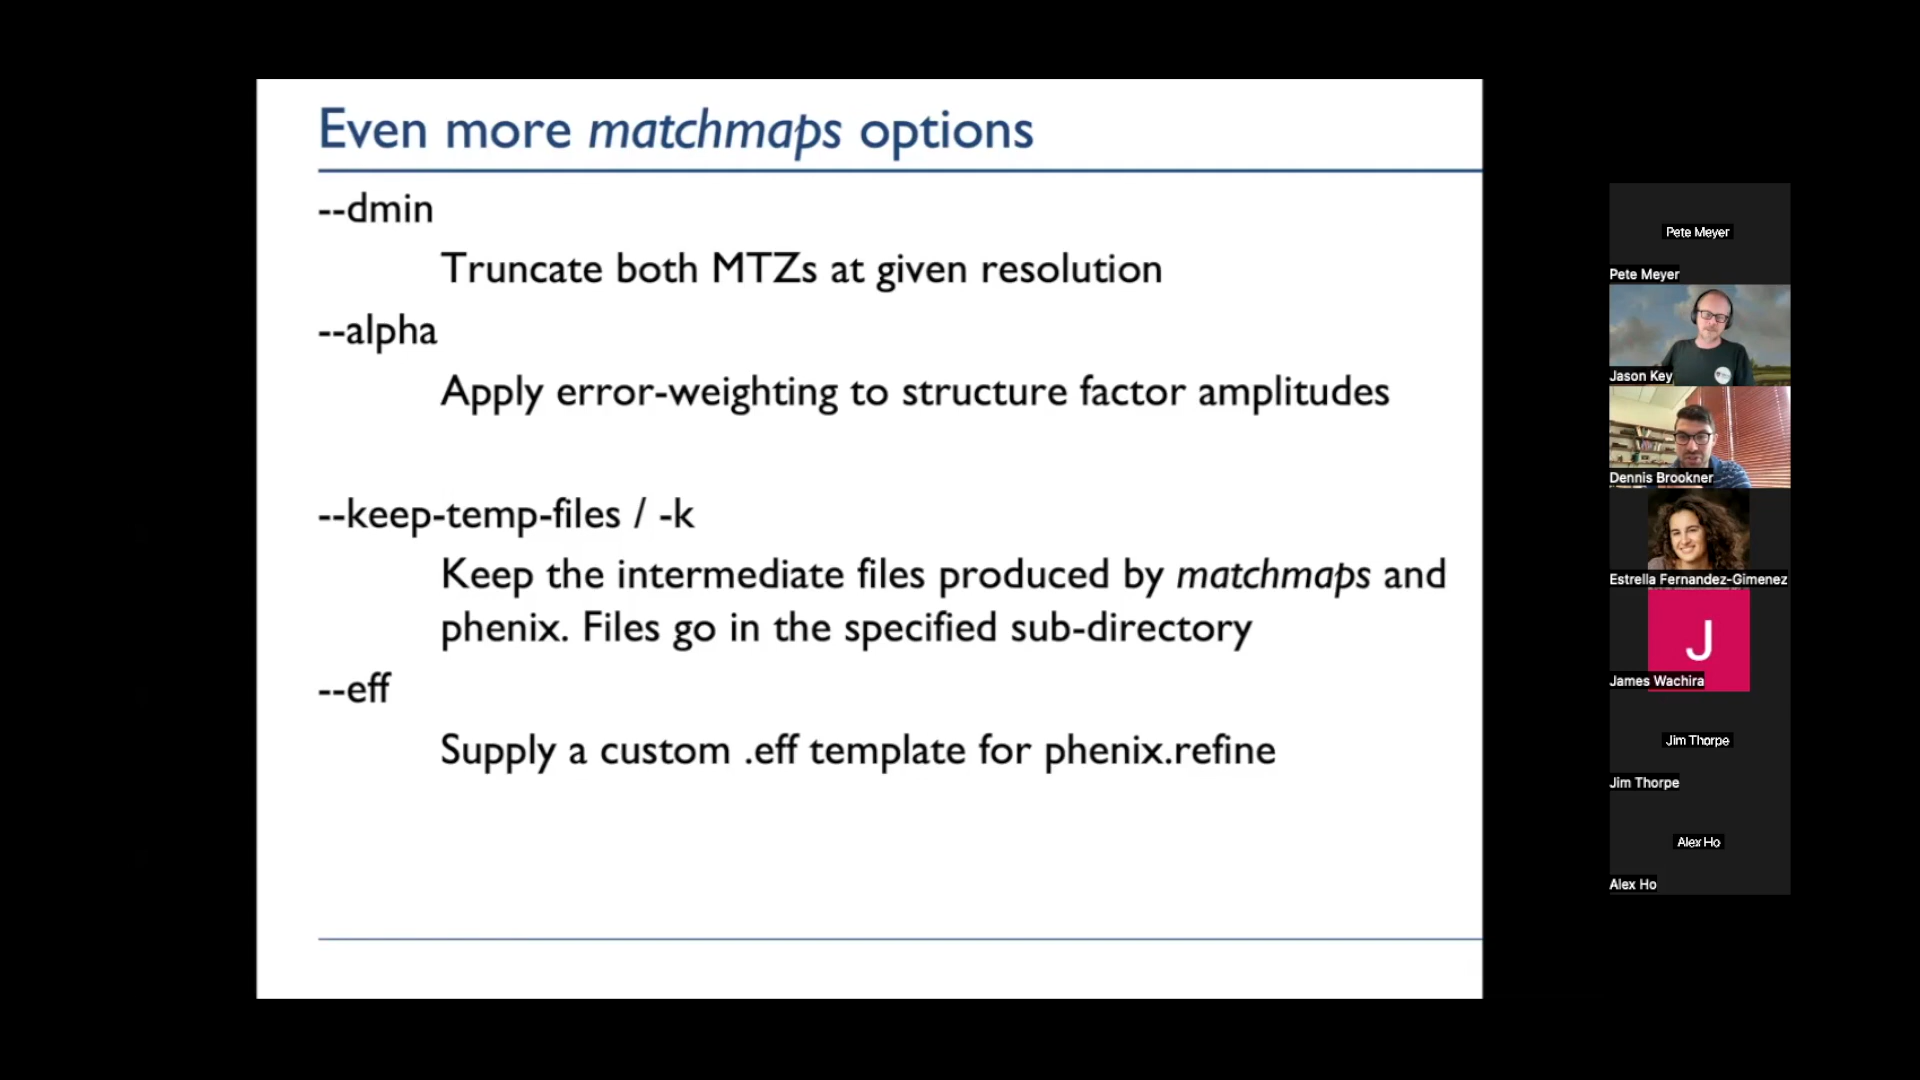 Even more matchmaps options
--dmin
Truncate both MTZs at given resolution
--alpha
Apply error-weighting to structure factor amplitudes
--keep-temp-files / -k
Keep the intermediate files produced by matchmaps and
phenix. Files go in the specified sub-directory
--eff
Supply a custom .eff template for phenix.refine
Pete Meyer
Pete Meyer
Jason Key
Dennis Brookner
Estrella Fernandez-Gimenez
J
James Wachira
Jim Thorpe
Jim Thorpe
Alex Ho
Alex Ho